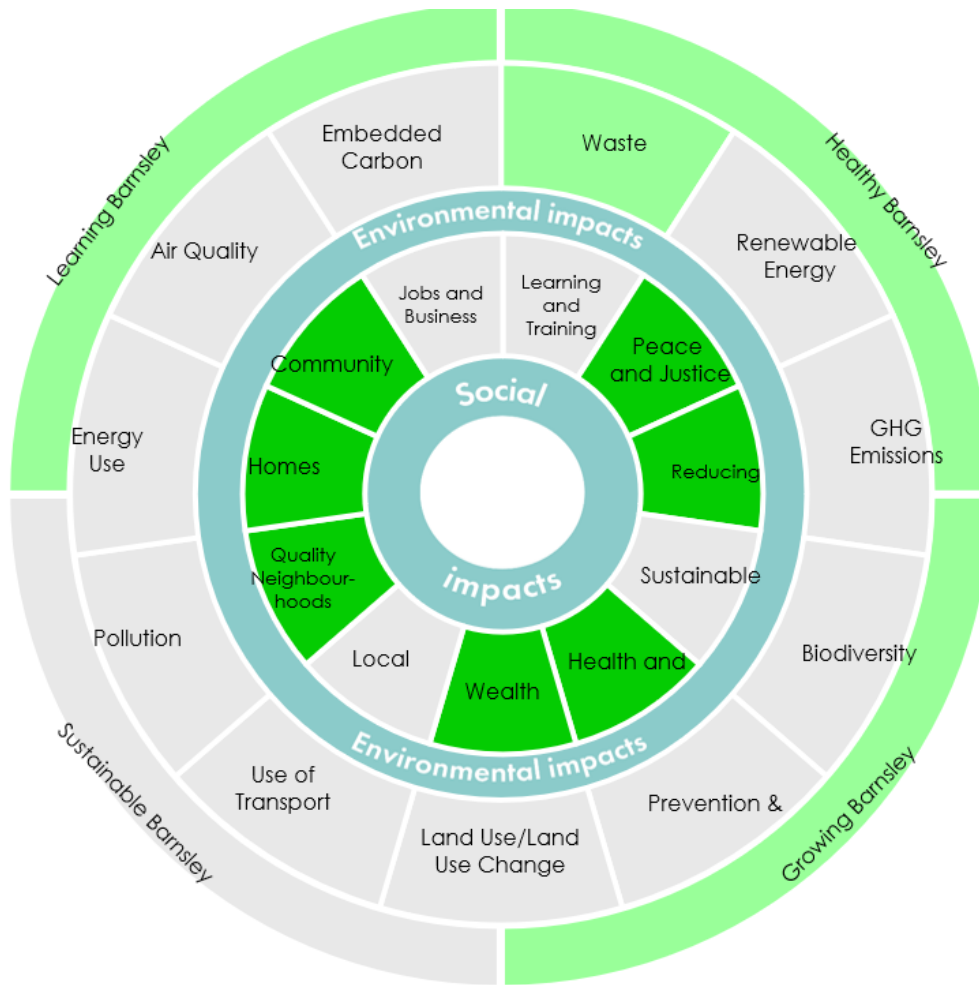 Learning Barnsley
Healthy Barnsley
Growing Barnsley
Sustainable Barnsley
Embedded
Carbon
Waste
Renewable
Energy
GHG
Emissions
Biodiversity
Prevention &
Land Use/Land
Use Change
Use of
Transport
Pollution
Energy
Use
Air Quality
Environmental impacts
Jobs and
Business
Learning
and
Training
Peace
and Justice
Reducing
Sustainable
Health and
Wealth
Local
Quality
Neighbour-
hoods
Homes
Community
Social
impacts
Environmental impacts